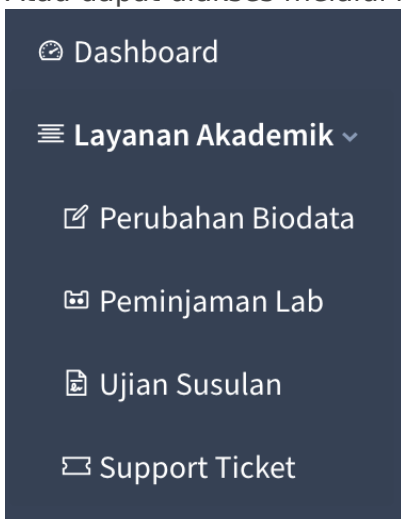 Dashboard
Layanan Akademik
Perubahan Biodata
Peminjaman Lab
Ujian Susulan
Support Ticket